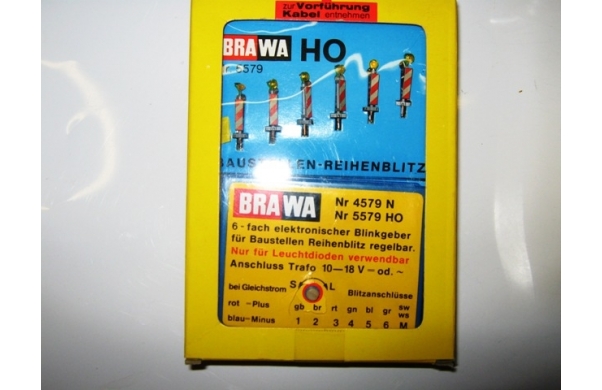 zur Vorführung
Kabel entnehmen
BRAWA HO
Nr 5579
BAUSTELLEN-REIHENBLITZ
BRAWA
Nr 4579 N
Nr 5579 HO
6-fach elektronischer Blinkgeber
für Baustellen Reihenblitz regelbar.
Nur für Leuchtdioden verwendbar
Anschluss Trafo 10—18 V — od. ~
bei Gleichstrom
Blitzanschlüsse
rot -Plus gb br rt gn bl gr sw ws
blau-Minus 1 2 3 4 5 6 M